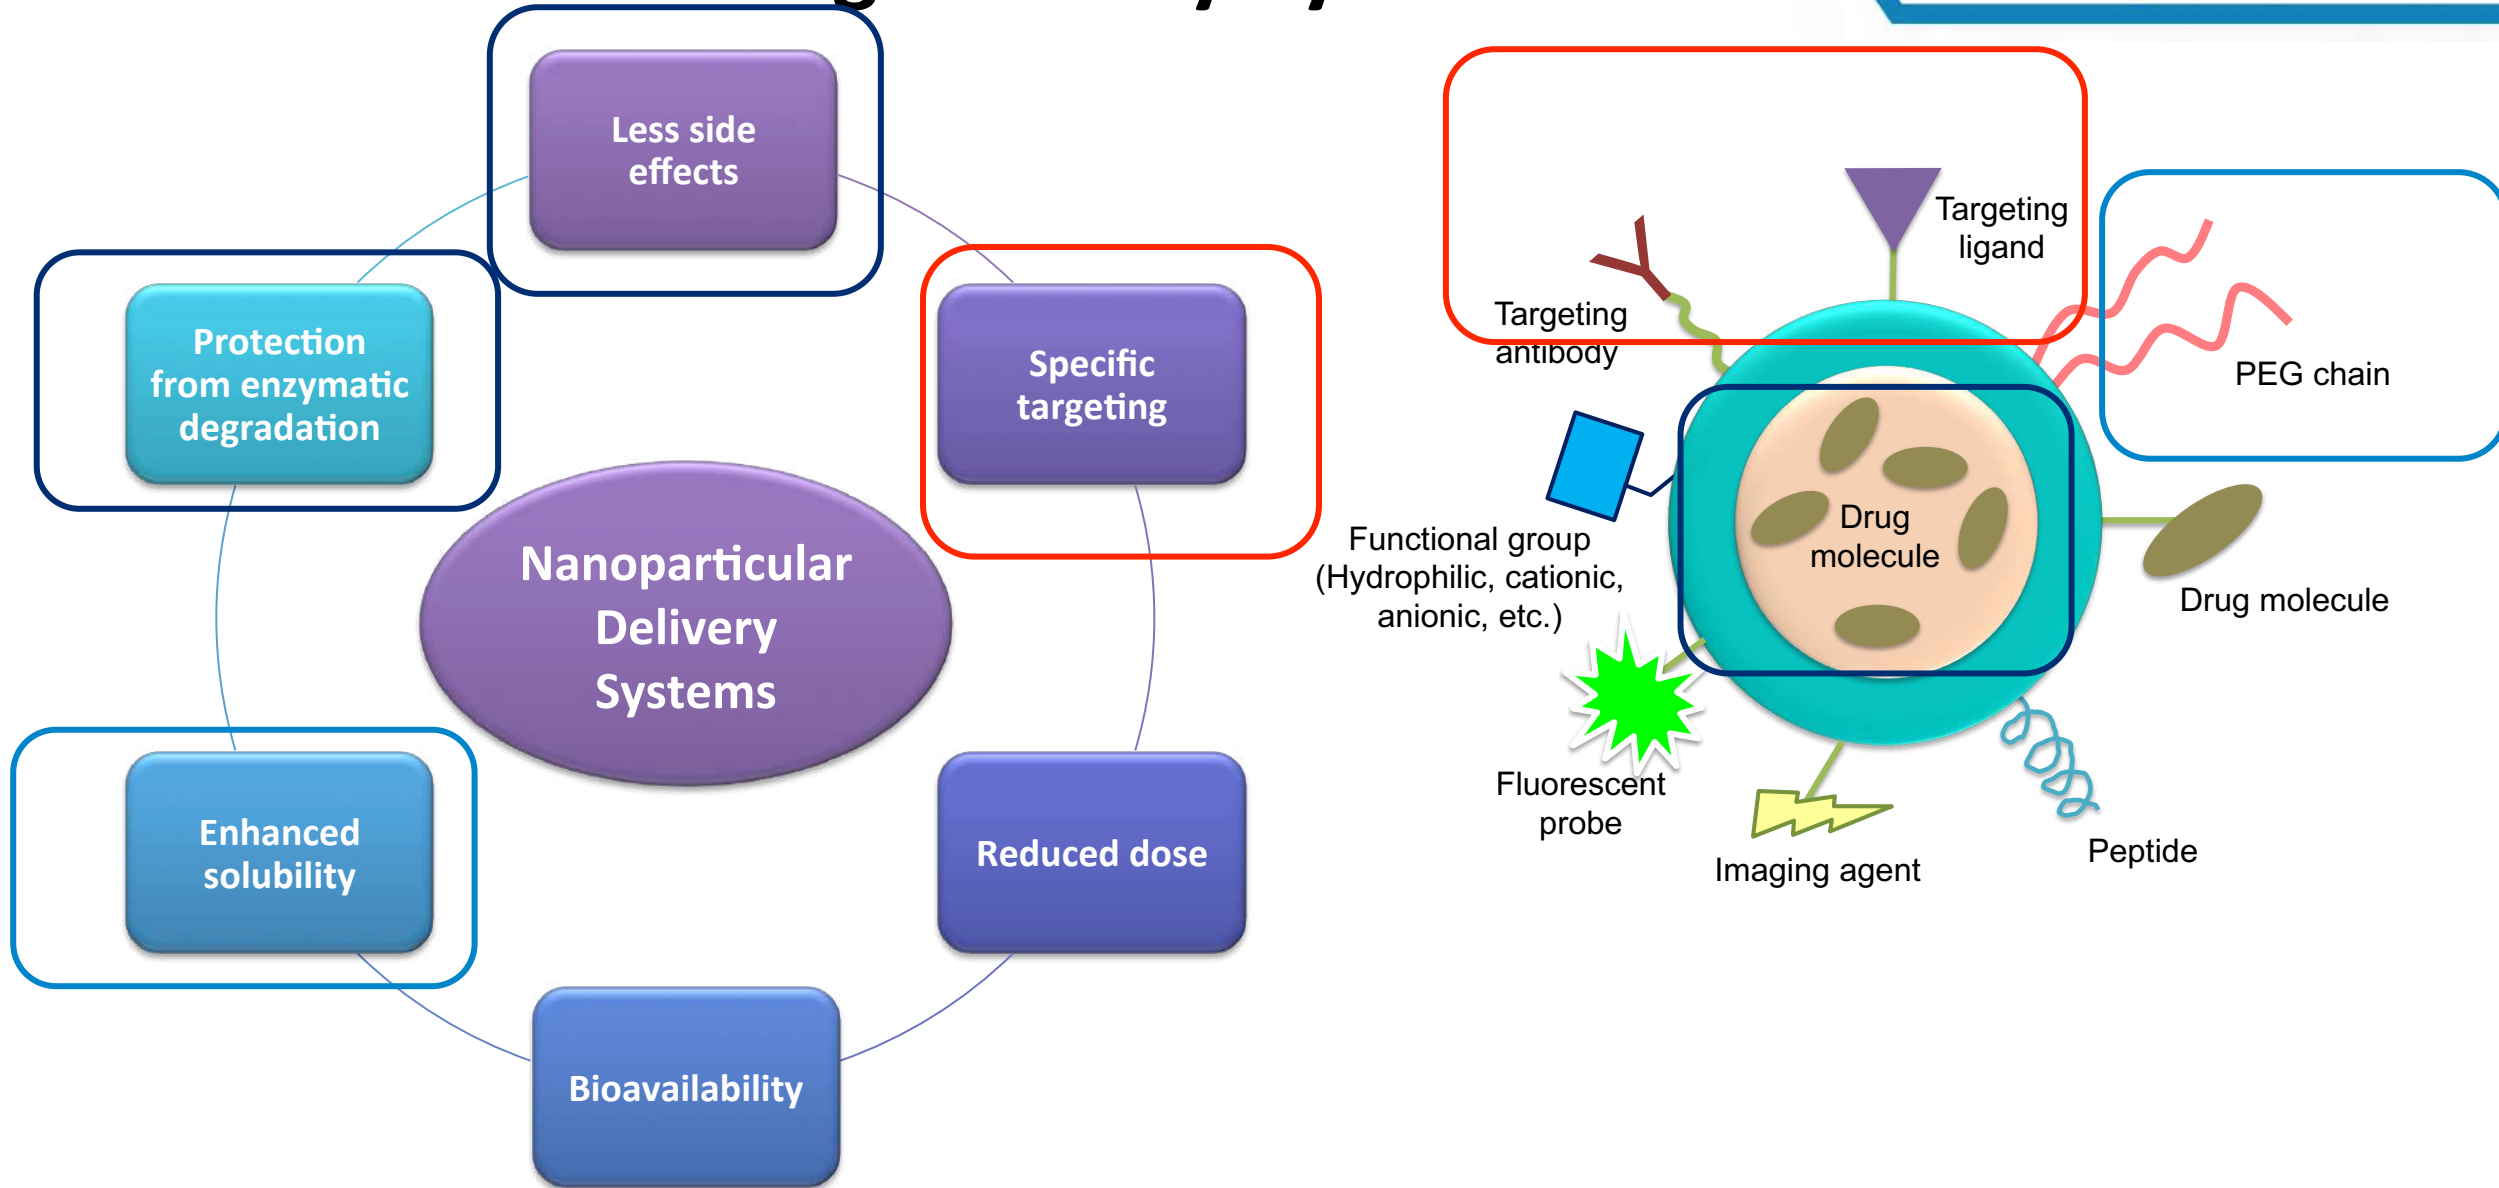 Less side
effects
Protection
from enzymatic
degradation
Specific
targeting
Nanoparticular
Delivery
Systems
Enhanced
solubility
Reduced dose
Bioavailability
Targeting
ligand
Targeting
antibody
PEG chain
Drug
molecule
Functional group
(Hydrophilic, cationic,
anionic, etc.)
Drug molecule
Fluorescent
probe
Imaging agent
Peptide